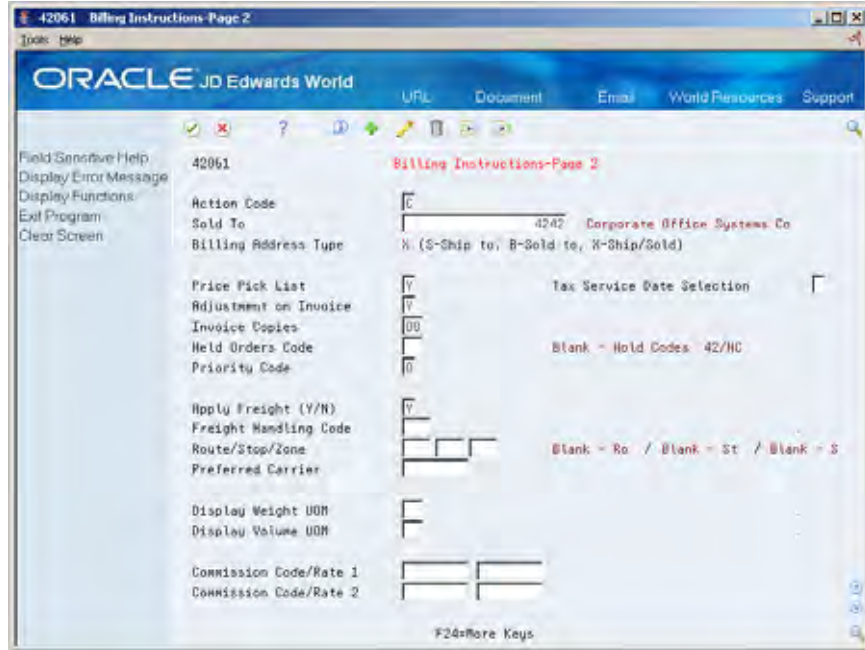 42061 Billing Instructions-Page 2
Tools Help
ORACLE JD Edwards World
URL Document Email World Resources Support
Field Sensitive Help
Display Error Message
Display Functions
Exit Program
Clear Screen
42061 Billing Instructions-Page 2
Action Code C
Sold To 4242 Corporate Office Systems Co
Billing Address Type X (S-Ship to, B-Sold to, X-Ship/Sold)
Price Pick List Y Tax Service Date Selection
Adjustment on Invoice Y
Invoice Copies 00
Held Orders Code Blank - Hold Codes 42/HC
Priority Code 0
Apply Freight (Y/N) Y
Freight Handling Code
Route/Stop/Zone Blank - Ro / Blank - St / Blank - S
Preferred Carrier
Display Weight UOM
Display Volume UOM
Commission Code/Rate 1
Commission Code/Rate 2
F24=More Keys